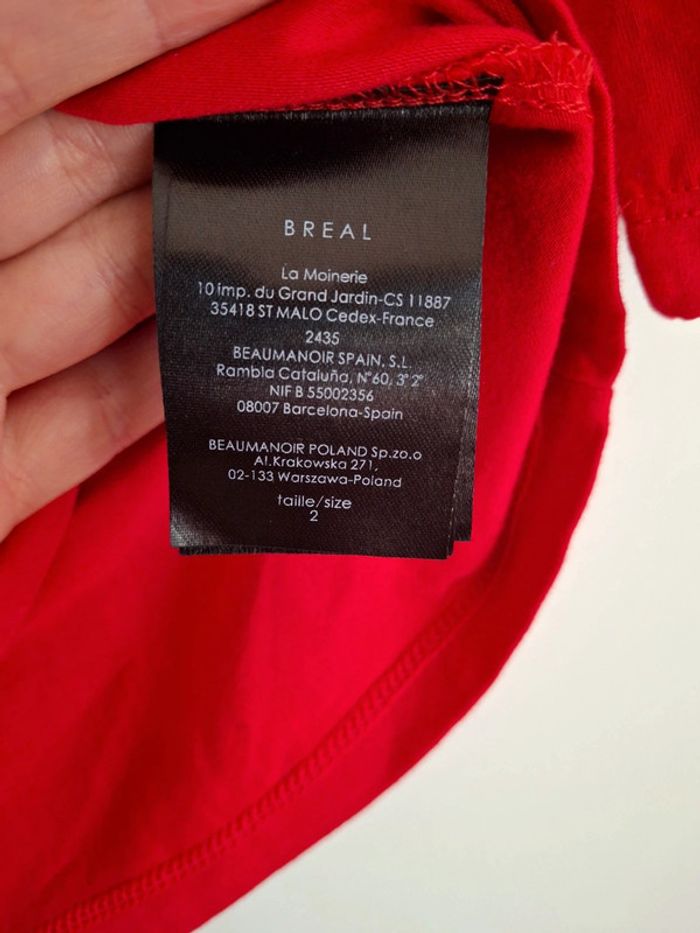 BREAL
La Moinerie
10 imp. du Grand Jardin-CS 11887
35418 ST MALO Cedex-France
2435
BEAUMANOIR SPAIN, S.L
Rambla Cataluña, N°60, 3°2°
NIF B 55002356
08007 Barcelona-Spain
BEAUMANOIR POLAND Sp.zo.o
Al.Krakowska 271,
02-133 Warszawa-Poland
taille/size
2